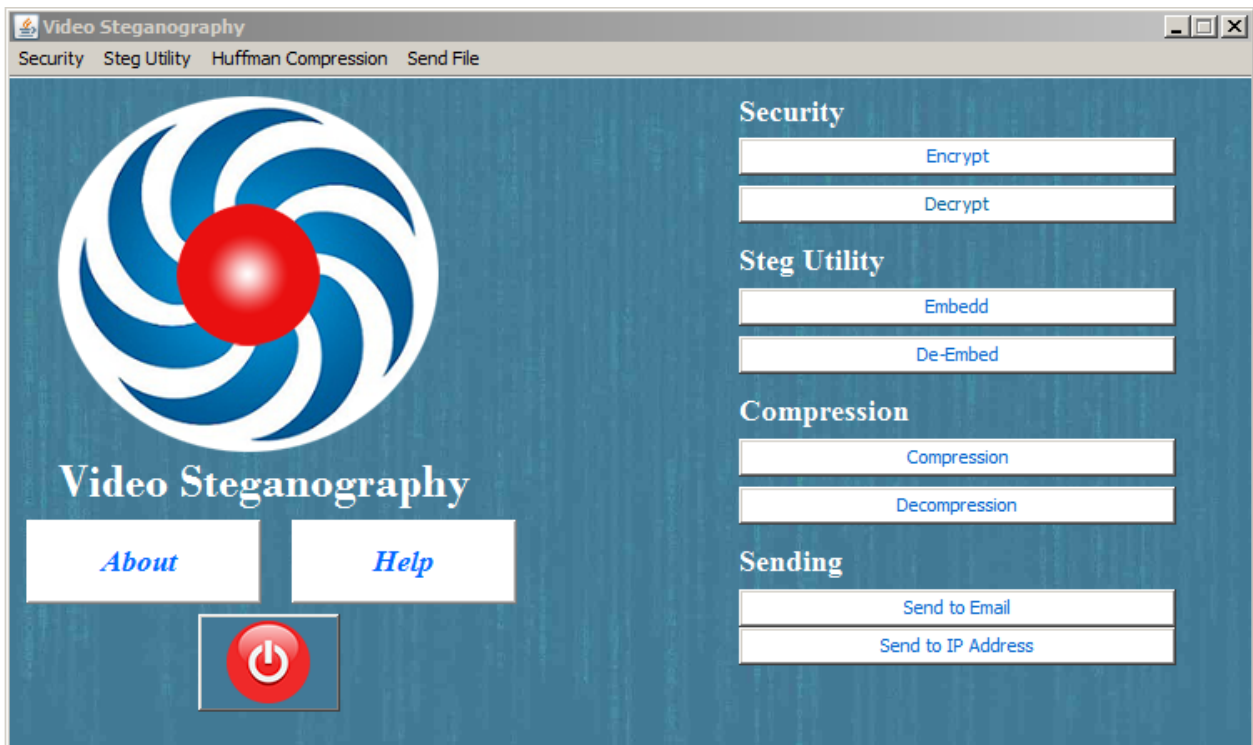 Video Steganography
Security Steg Utility Huffman Compression Send File
Video Steganography
About Help
Security
Encrypt
Decrypt
Steg Utility
Embedd
De-Embed
Compression
Compression
Decompression
Sending
Send to Email
Send to IP Address